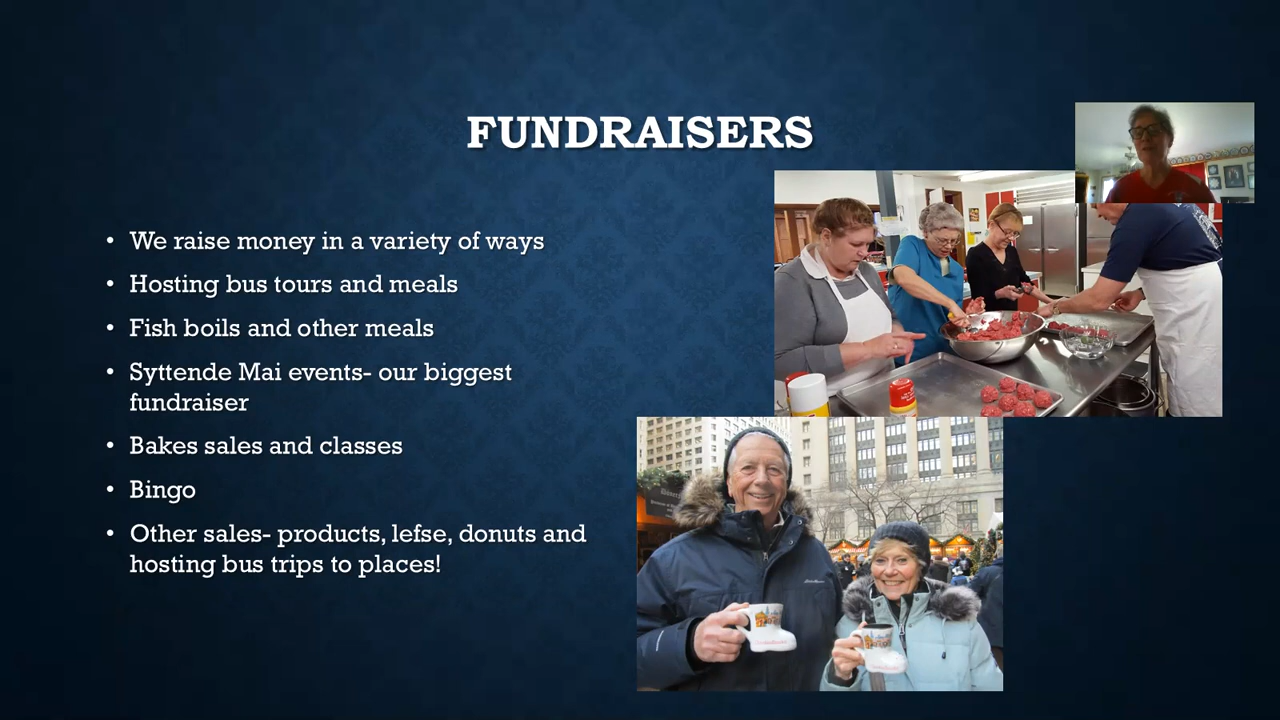 FUNDRAISERS
• We raise money in a variety of ways
• Hosting bus tours and meals
• Fish boils and other meals
• Syttende Mai events- our biggest
fundraiser
• Bakes sales and classes
• Bingo
• Other sales- products, lefse, donuts and
hosting bus trips to places!